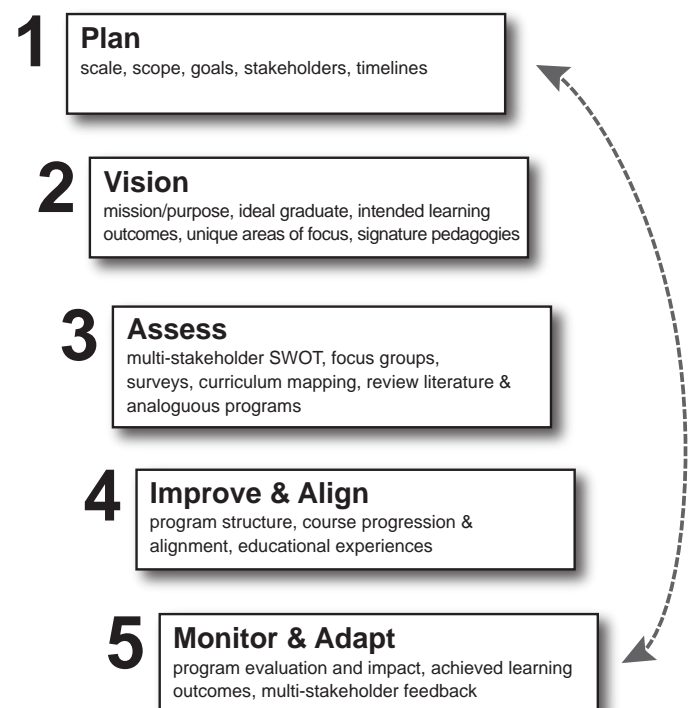 1
Plan
scale, scope, goals, stakeholders, timelines
2
Vision
mission/purpose, ideal graduate, intended learning
outcomes, unique areas of focus, signature pedagogies
3
Assess
multi-stakeholder SWOT, focus groups,
surveys, curriculum mapping, review literature &
analoguous programs
4
Improve & Align
program structure, course progression &
alignment, educational experiences
5
Monitor & Adapt
program evaluation and impact, achieved learning
outcomes, multi-stakeholder feedback